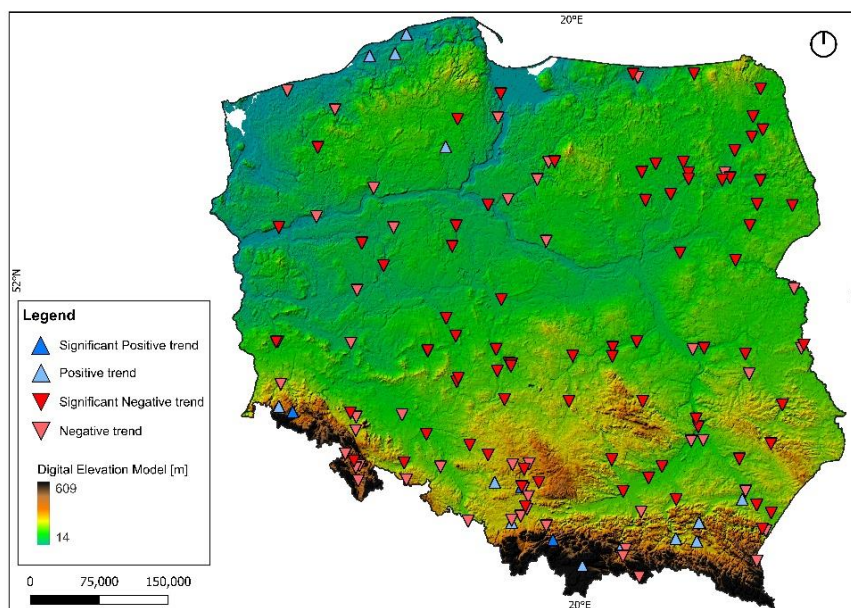 20°E
52°N
Legend
Significant Positive trend
Positive trend
Significant Negative trend
Negative trend
Digital Elevation Model [m]
609
14
0 75,000 150,000
20°E